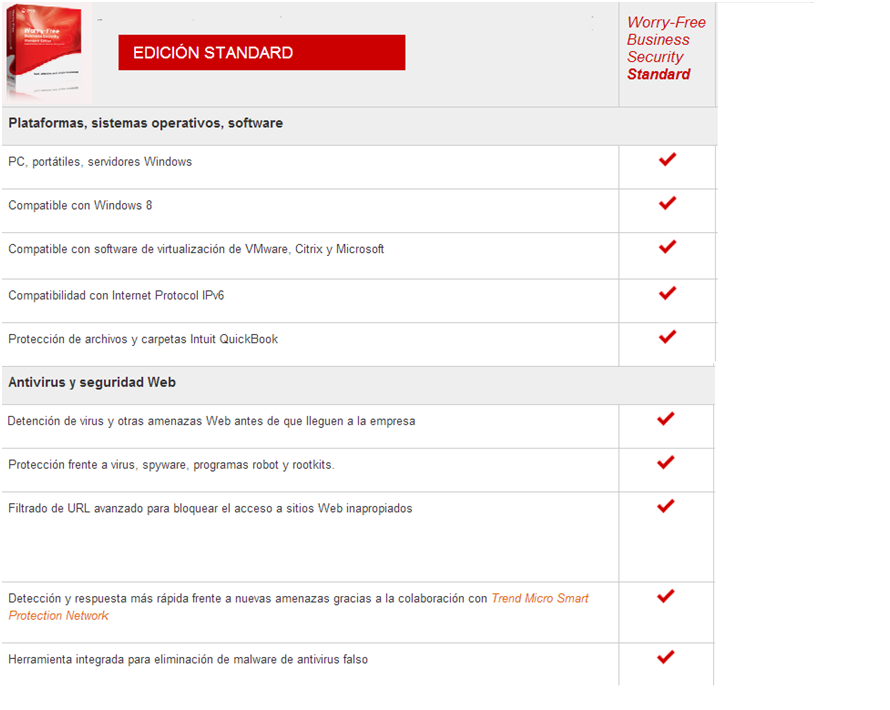 Worry-Free
Business Security
EDICIÓN STANDARD
Worry-Free
Business
Security
Standard
Plataformas, sistemas operativos, software
PC, portátiles, servidores Windows
Compatible con Windows 8
Compatible con software de virtualización de VMware, Citrix y Microsoft
Compatibilidad con Internet Protocol IPv6
Protección de archivos y carpetas Intuit QuickBook
Antivirus y seguridad Web
Detención de virus y otras amenazas Web antes de que lleguen a la empresa
Protección frente a virus, spyware, programas robot y rootkits.
Filtrado de URL avanzado para bloquear el acceso a sitios Web inapropiados
Detección y respuesta más rápida frente a nuevas amenazas gracias a la colaboración con Trend Micro Smart
Protection Network
Herramienta integrada para eliminación de malware de antivirus falso